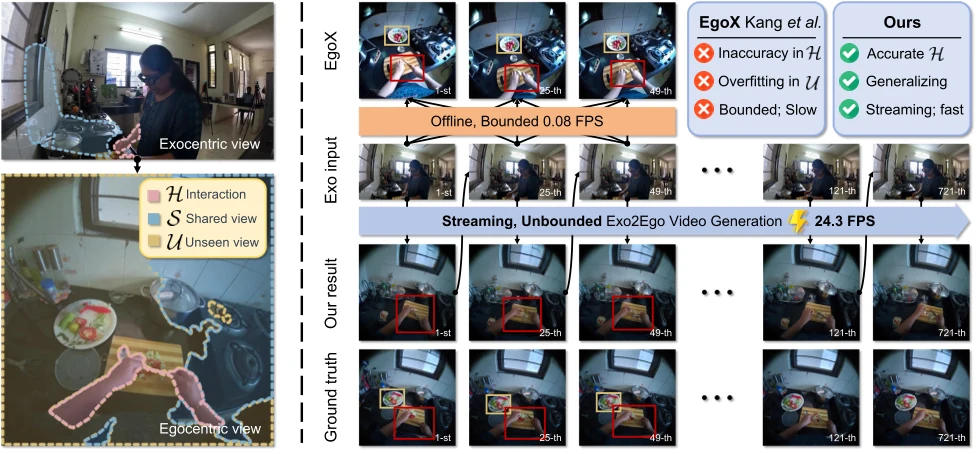 Exocentric view
ℋ Interaction
𝒮 Shared view
𝒰 Unseen view
Egocentric view
EgoX
1-st
25-th
49-th
EgoX Kang et al.
Inaccuracy in ℋ
Overfitting in 𝒰
Bounded; Slow
Ours
Accurate ℋ
Generalizing
Streaming; fast
Offline, Bounded 0.08 FPS
Exo input
1-st
25-th
49-th
121-th
721-th
Streaming, Unbounded Exo2Ego Video Generation ⚡ 24.3 FPS
Our result
1-st
25-th
49-th
121-th
721-th
Ground truth
1-st
25-th
49-th
121-th
721-th